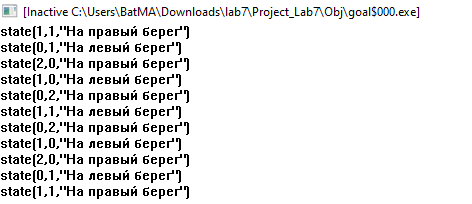 [Inactive C:\Users\BatMA\Downloads\lab7\Project_Lab7\Obj\goal$000.exe]
state(1,1,"На правый берег")
state(0,1,"На левый берег")
state(2,0,"На правый берег")
state(1,0,"На левый берег")
state(0,2,"На правый берег")
state(1,1,"На левый берег")
state(0,2,"На правый берег")
state(1,0,"На левый берег")
state(2,0,"На правый берег")
state(0,1,"На левый берег")
state(1,1,"На правый берег")